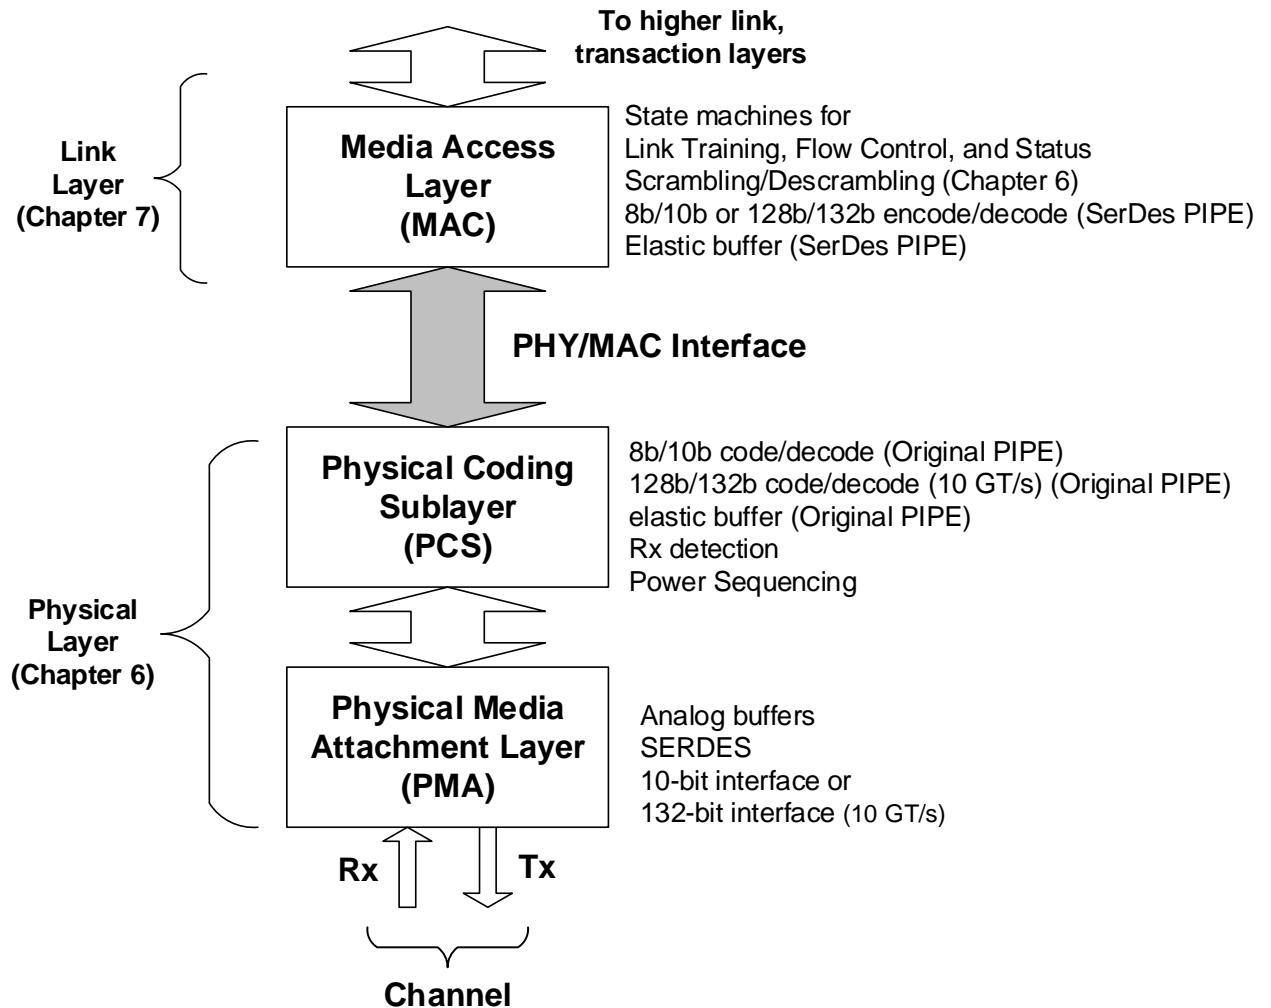 To higher link,
transaction layers
Link
Layer
(Chapter 7)
Media Access
Layer
(MAC)
State machines for
Link Training, Flow Control, and Status
Scrambling/Descrambling (Chapter 6)
8b/10b or 128b/132b encode/decode (SerDes PIPE)
Elastic buffer (SerDes PIPE)
PHY/MAC Interface
Physical Coding
Sublayer
(PCS)
8b/10b code/decode (Original PIPE)
128b/132b code/decode (10 GT/s) (Original PIPE)
elastic buffer (Original PIPE)
Rx detection
Power Sequencing
Physical
Layer
(Chapter 6)
Physical Media
Attachment Layer
(PMA)
Analog buffers
SERDES
10-bit interface or
132-bit interface (10 GT/s)
Rx
Tx
Channel